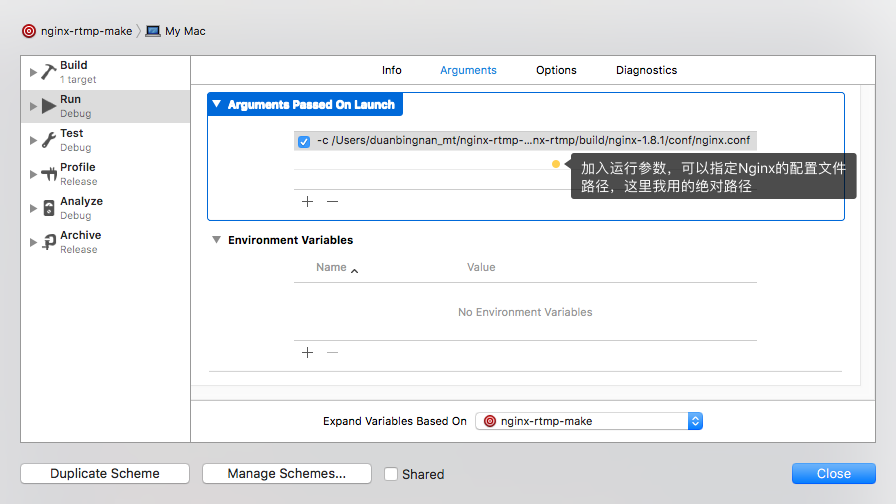 nginx-rtmp-make My Mac
Build
1 target
Run
Debug
Test
Debug
Profile
Release
Analyze
Debug
Archive
Release
Info Arguments Options Diagnostics
Arguments Passed On Launch
-c /Users/duanbingnan_mt/nginx-rtmp-...nx-rtmp/build/nginx-1.8.1/conf/nginx.conf
加入运行参数，可以指定Nginx的配置文件
路径，这里我用的绝对路径
Environment Variables
Name Value
No Environment Variables
Expand Variables Based On nginx-rtmp-make
Duplicate Scheme Manage Schemes... Shared Close